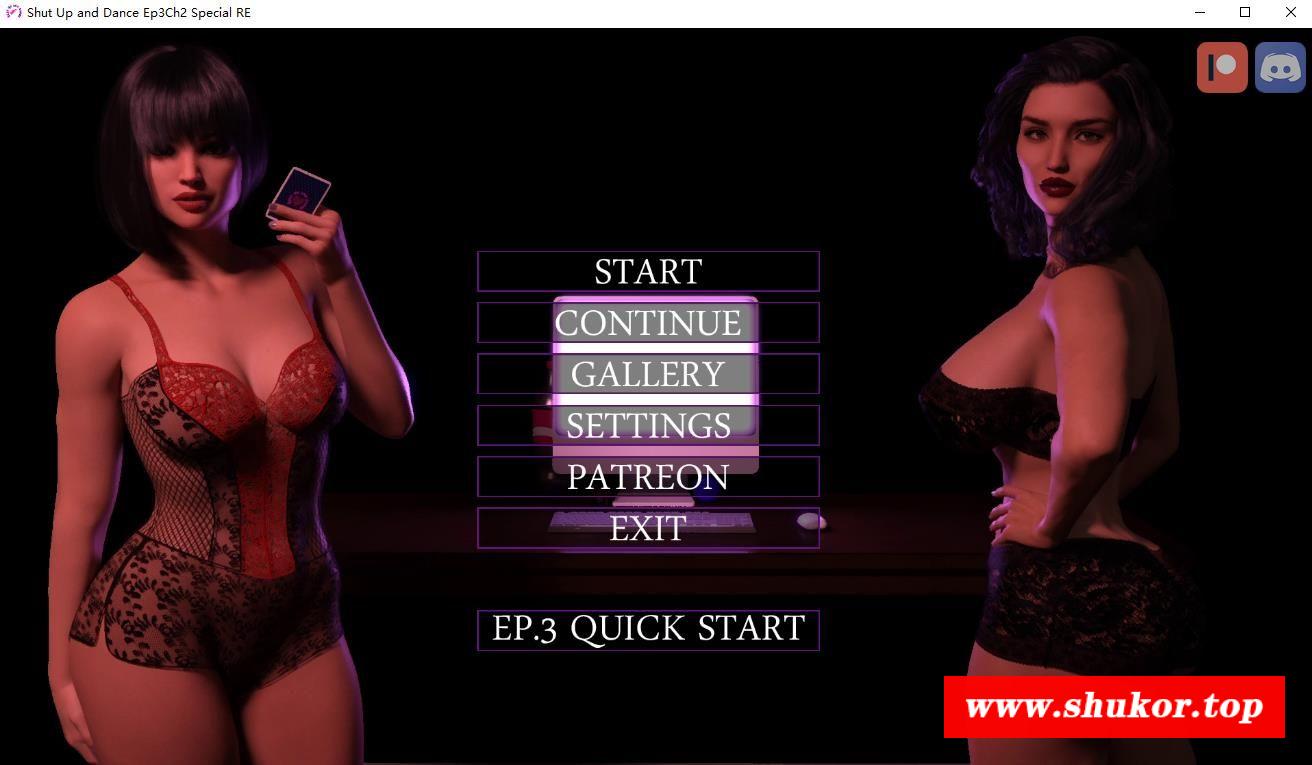 Shut Up and Dance Ep3Ch2 Special RE
START
CONTINUE
GALLERY
SETTINGS
PATREON
EXIT
EP.3 QUICK START
www.shukor.top